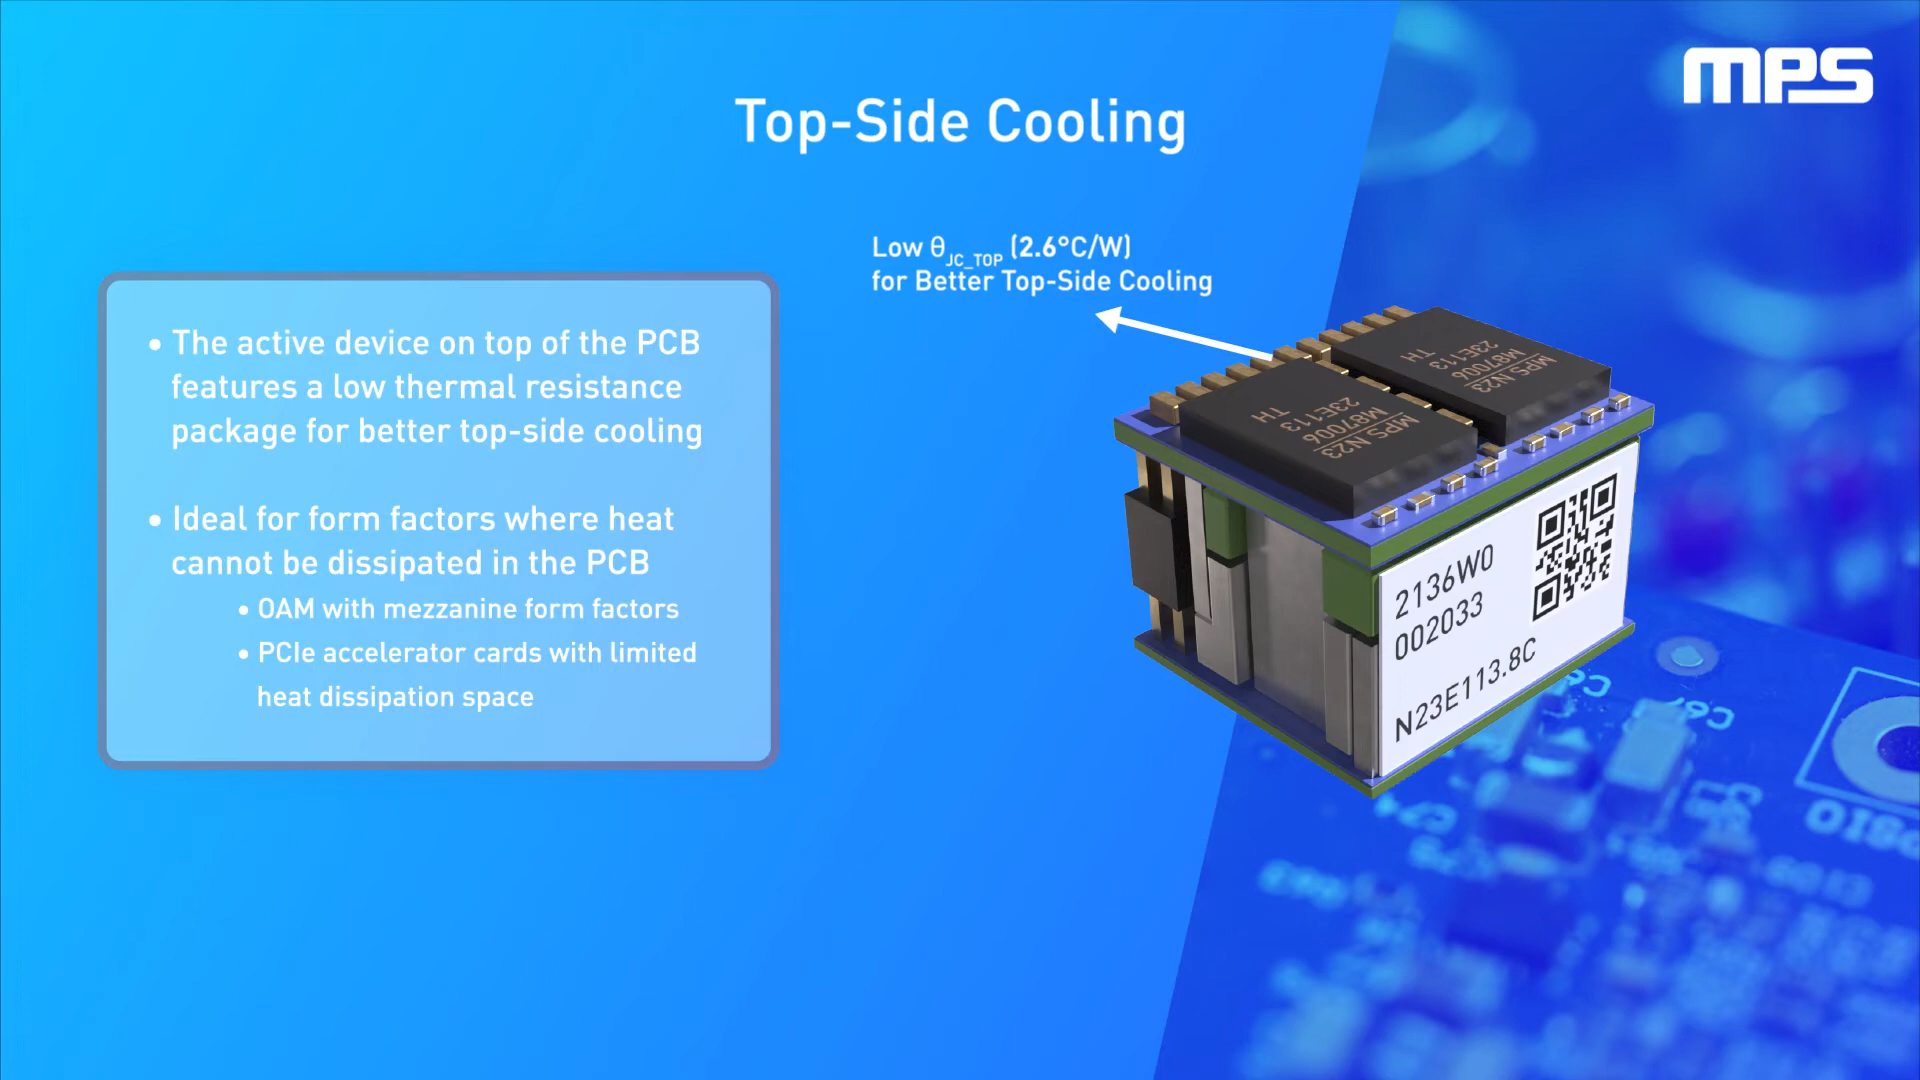 MPS
Top-Side Cooling
Low θJC_TOP (2.6°C/W)
for Better Top-Side Cooling
• The active device on top of the PCB
features a low thermal resistance
package for better top-side cooling
• Ideal for form factors where heat
cannot be dissipated in the PCB
• OAM with mezzanine form factors
• PCIe accelerator cards with limited
heat dissipation space
MPS N23
M87006
23E113
TH
MPS N23
M87006
23E113
TH
2136W0
002033
N23E113.8C